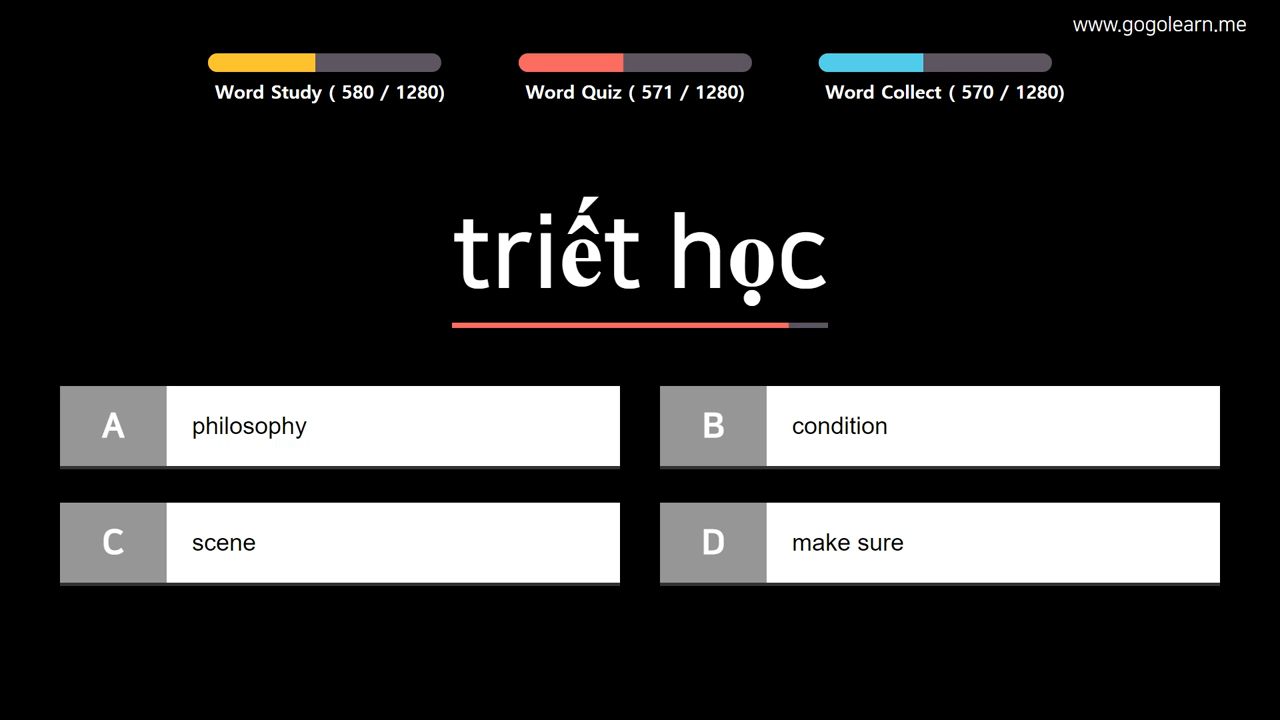 www.gogolearn.me
Word Study ( 580 / 1280)
Word Quiz ( 571 / 1280)
Word Collect ( 570 / 1280)
triết học
A philosophy
B condition
C scene
D make sure